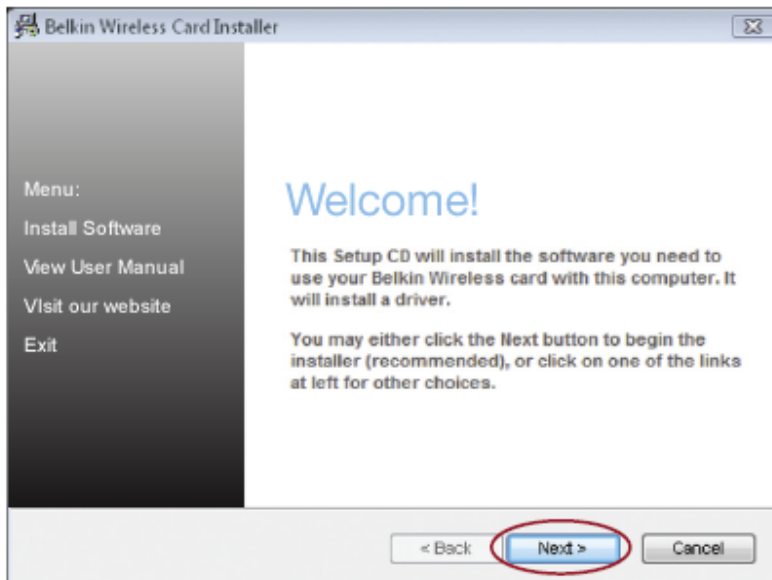 Belkin Wireless Card Installer
Menu:
Install Software
View User Manual
VIsit our website
Exit
Welcome!
This Setup CD will install the software you need to
use your Belkin Wireless card with this computer. It
will install a driver.
You may either click the Next button to begin the
installer (recommended), or click on one of the links
at left for other choices.
< Back
Next >
Cancel